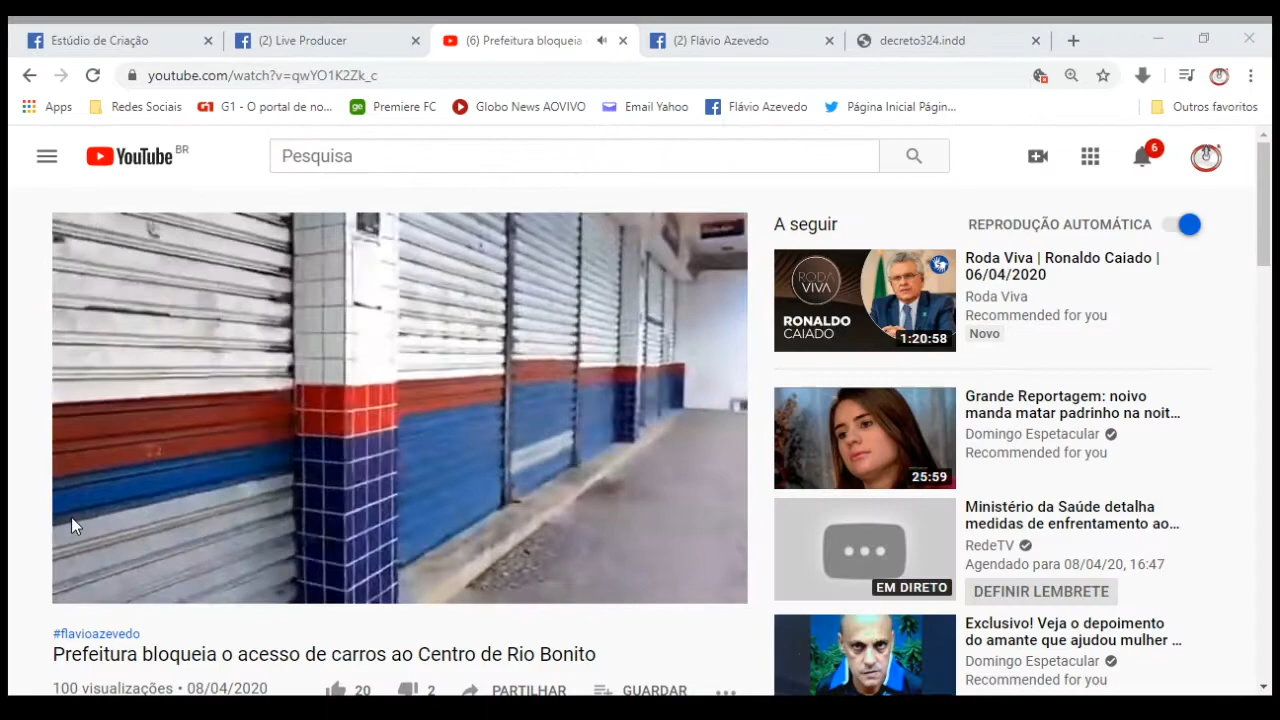 Estúdio de Criação
(2) Live Producer
(6) Prefeitura bloqueia
(2) Flávio Azevedo
decreto324.indd
youtube.com/watch?v=qwYO1K2Zk_c
Apps
Redes Sociais
G1 - O portal de no...
Premiere FC
Globo News AOVIVO
Email Yahoo
Flávio Azevedo
Página Inicial Págin...
Outros favoritos
YouTube BR
Pesquisa
6
A seguir
REPRODUÇÃO AUTOMÁTICA
RODA
VIVA
RONALDO
CAIADO
1:20:58
Roda Viva | Ronaldo Caiado |
06/04/2020
Roda Viva
Recommended for you
Novo
25:59
Grande Reportagem: noivo
manda matar padrinho na noit...
Domingo Espetacular
Recommended for you
EM DIRETO
Ministério da Saúde detalha
medidas de enfrentamento ao...
RedeTV
Agendado para 08/04/20, 16:47
DEFINIR LEMBRETE
Exclusivo! Veja o depoimento
do amante que ajudou mulher ...
Domingo Espetacular
Recommended for you
#flavioazevedo
Prefeitura bloqueia o acesso de carros ao Centro de Rio Bonito
100 visualizações • 08/04/2020
20
2
PARTILHAR
GUARDAR